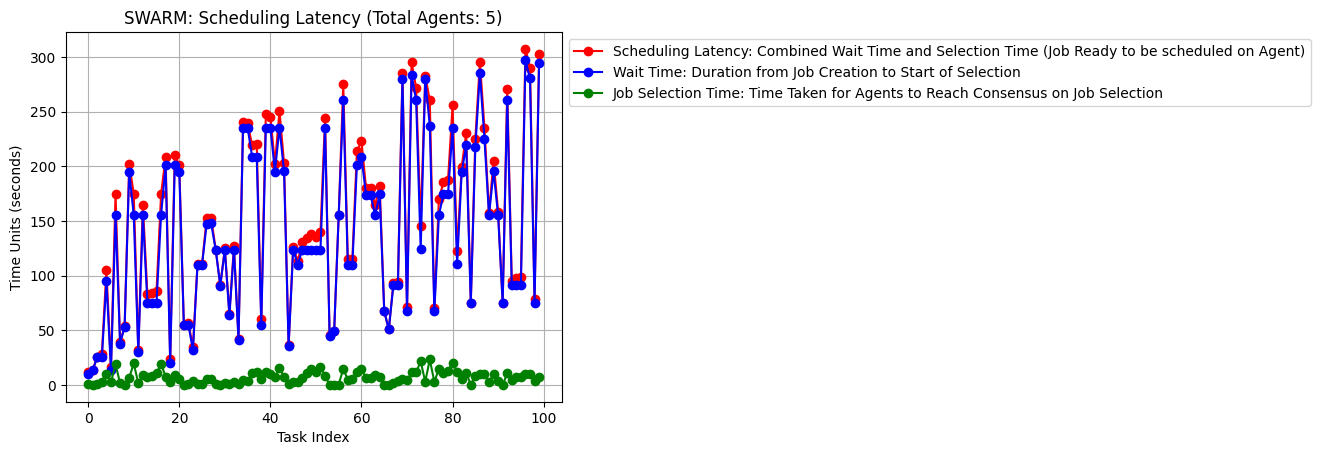 SWARM: Scheduling Latency (Total Agents: 5)
Scheduling Latency: Combined Wait Time and Selection Time (Job Ready to be scheduled on Agent)
Wait Time: Duration from Job Creation to Start of Selection
Job Selection Time: Time Taken for Agents to Reach Consensus on Job Selection
Time Units (seconds)
300
250
200
150
100
50
0
0 20 40 60 80 100
Task Index